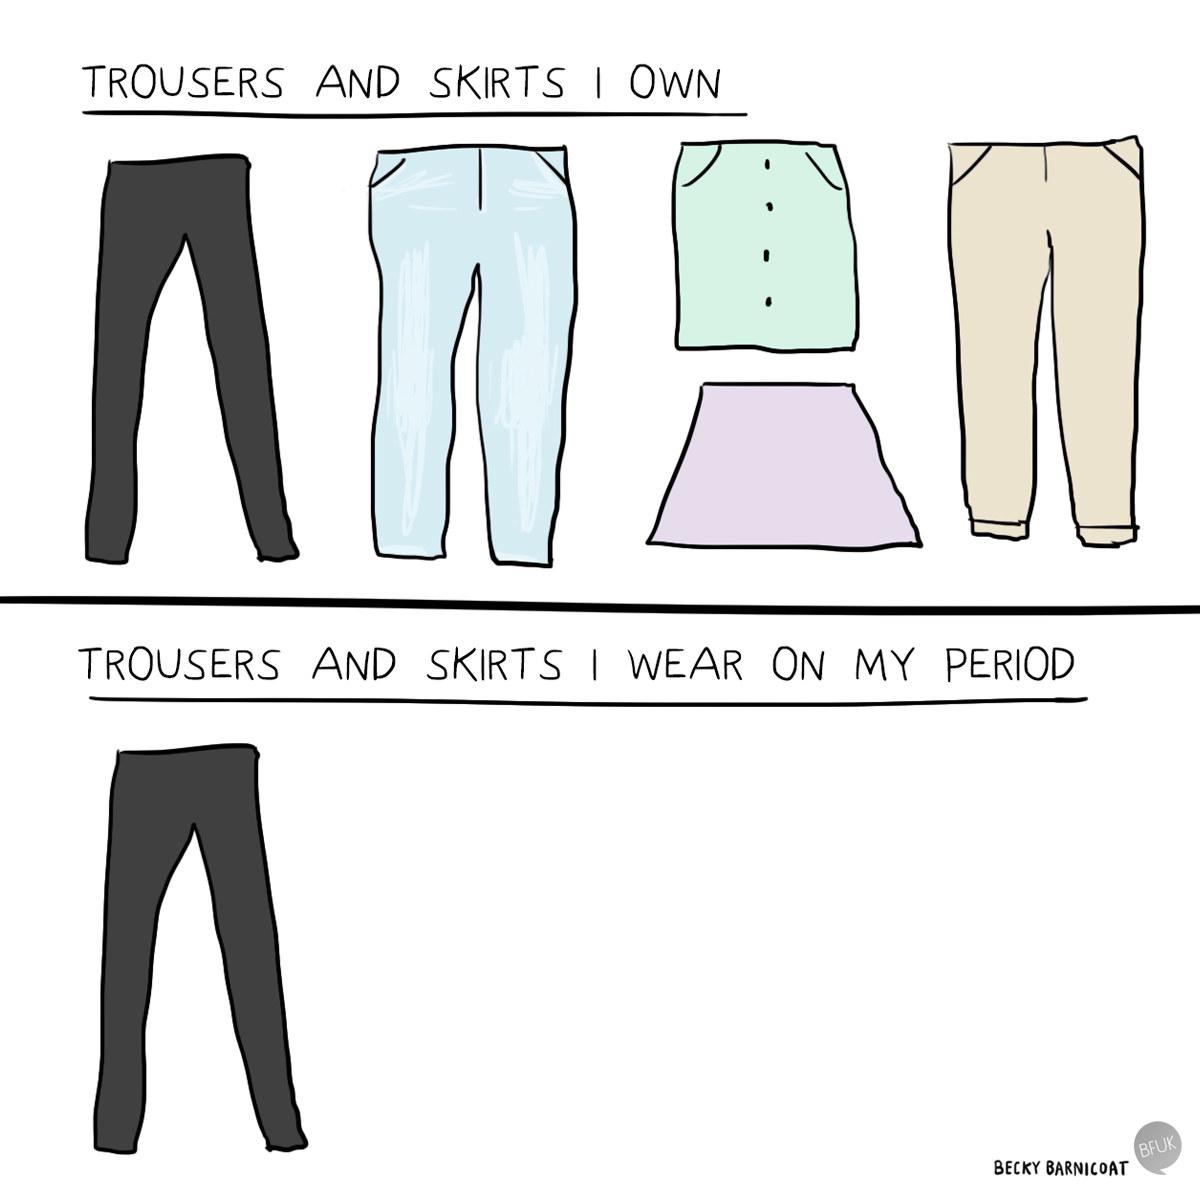 TROUSERS AND SKIRTS I OWN
TROUSERS AND SKIRTS I WEAR ON MY PERIOD
BFUK
BECKY BARNICOAT